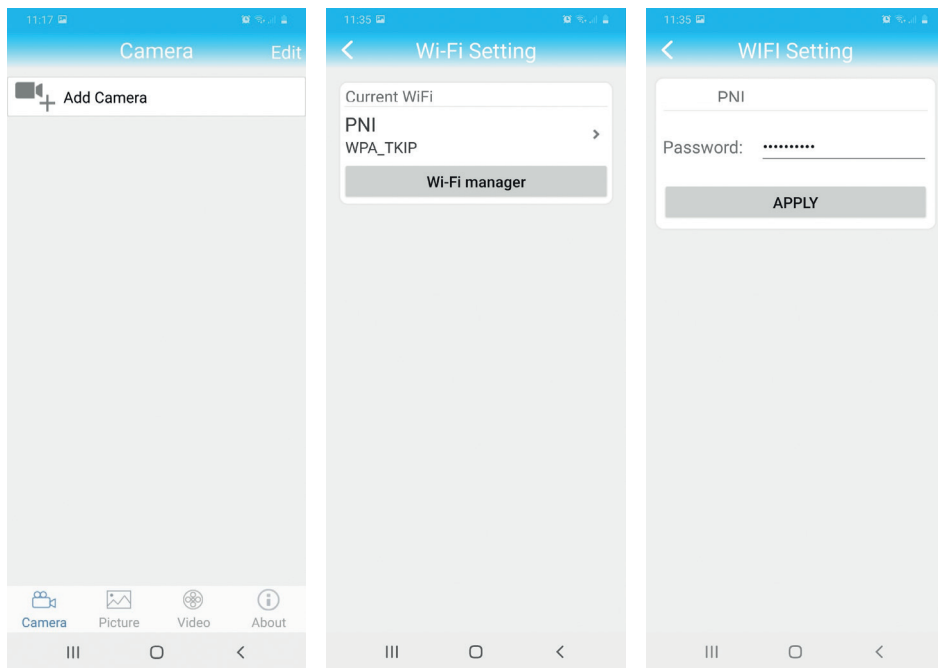 11:17
Camera
Edit
Add Camera
Camera
Picture
Video
About
11:35
Wi-Fi Setting
Current WiFi
PNI
WPA_TKIP
Wi-Fi manager
11:35
WIFI Setting
PNI
Password: ••••••••••
APPLY